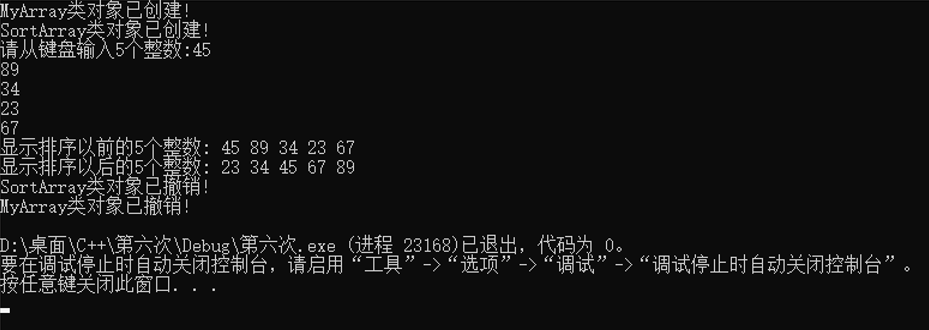 MyArray类对象已创建!
SortArray类对象已创建!
请从键盘输入5个整数:45
89
34
23
67
显示排序以前的5个整数: 45 89 34 23 67
显示排序以后的5个整数: 23 34 45 67 89
SortArray类对象已撤销!
MyArray类对象已撤销!
D:\桌面\C++\第六次\Debug\第六次.exe (进程 23168)已退出，代码为 0。
要在调试停止时自动关闭控制台，请启用“工具”->“选项”->“调试”->“调试停止时自动关闭控制台”。
按任意键关闭此窗口. . .